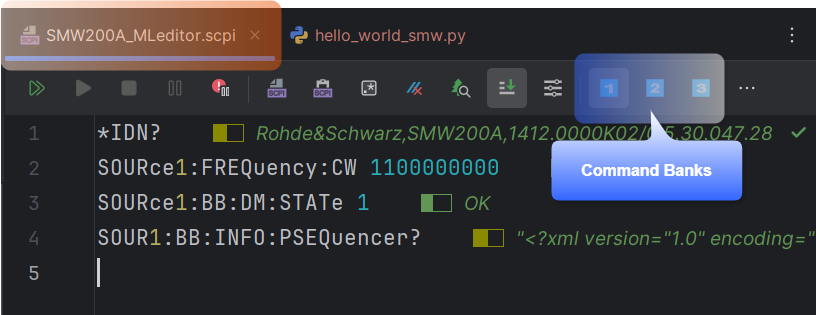 SMW200A_MLeditor.scpi
hello_world_smw.py
SCPI SCPI 1 2 3
1 *IDN? Rohde&Schwarz,SMW200A,1412.0000K02/0,5.30.047.28
2 SOURce1:FREQuency:CW 1100000000
Command Banks
3 SOURce1:BB:DM:STATe 1 OK
4 SOUR1:BB:INFO:PSEQuencer? "<?xml version="1.0" encoding="
5